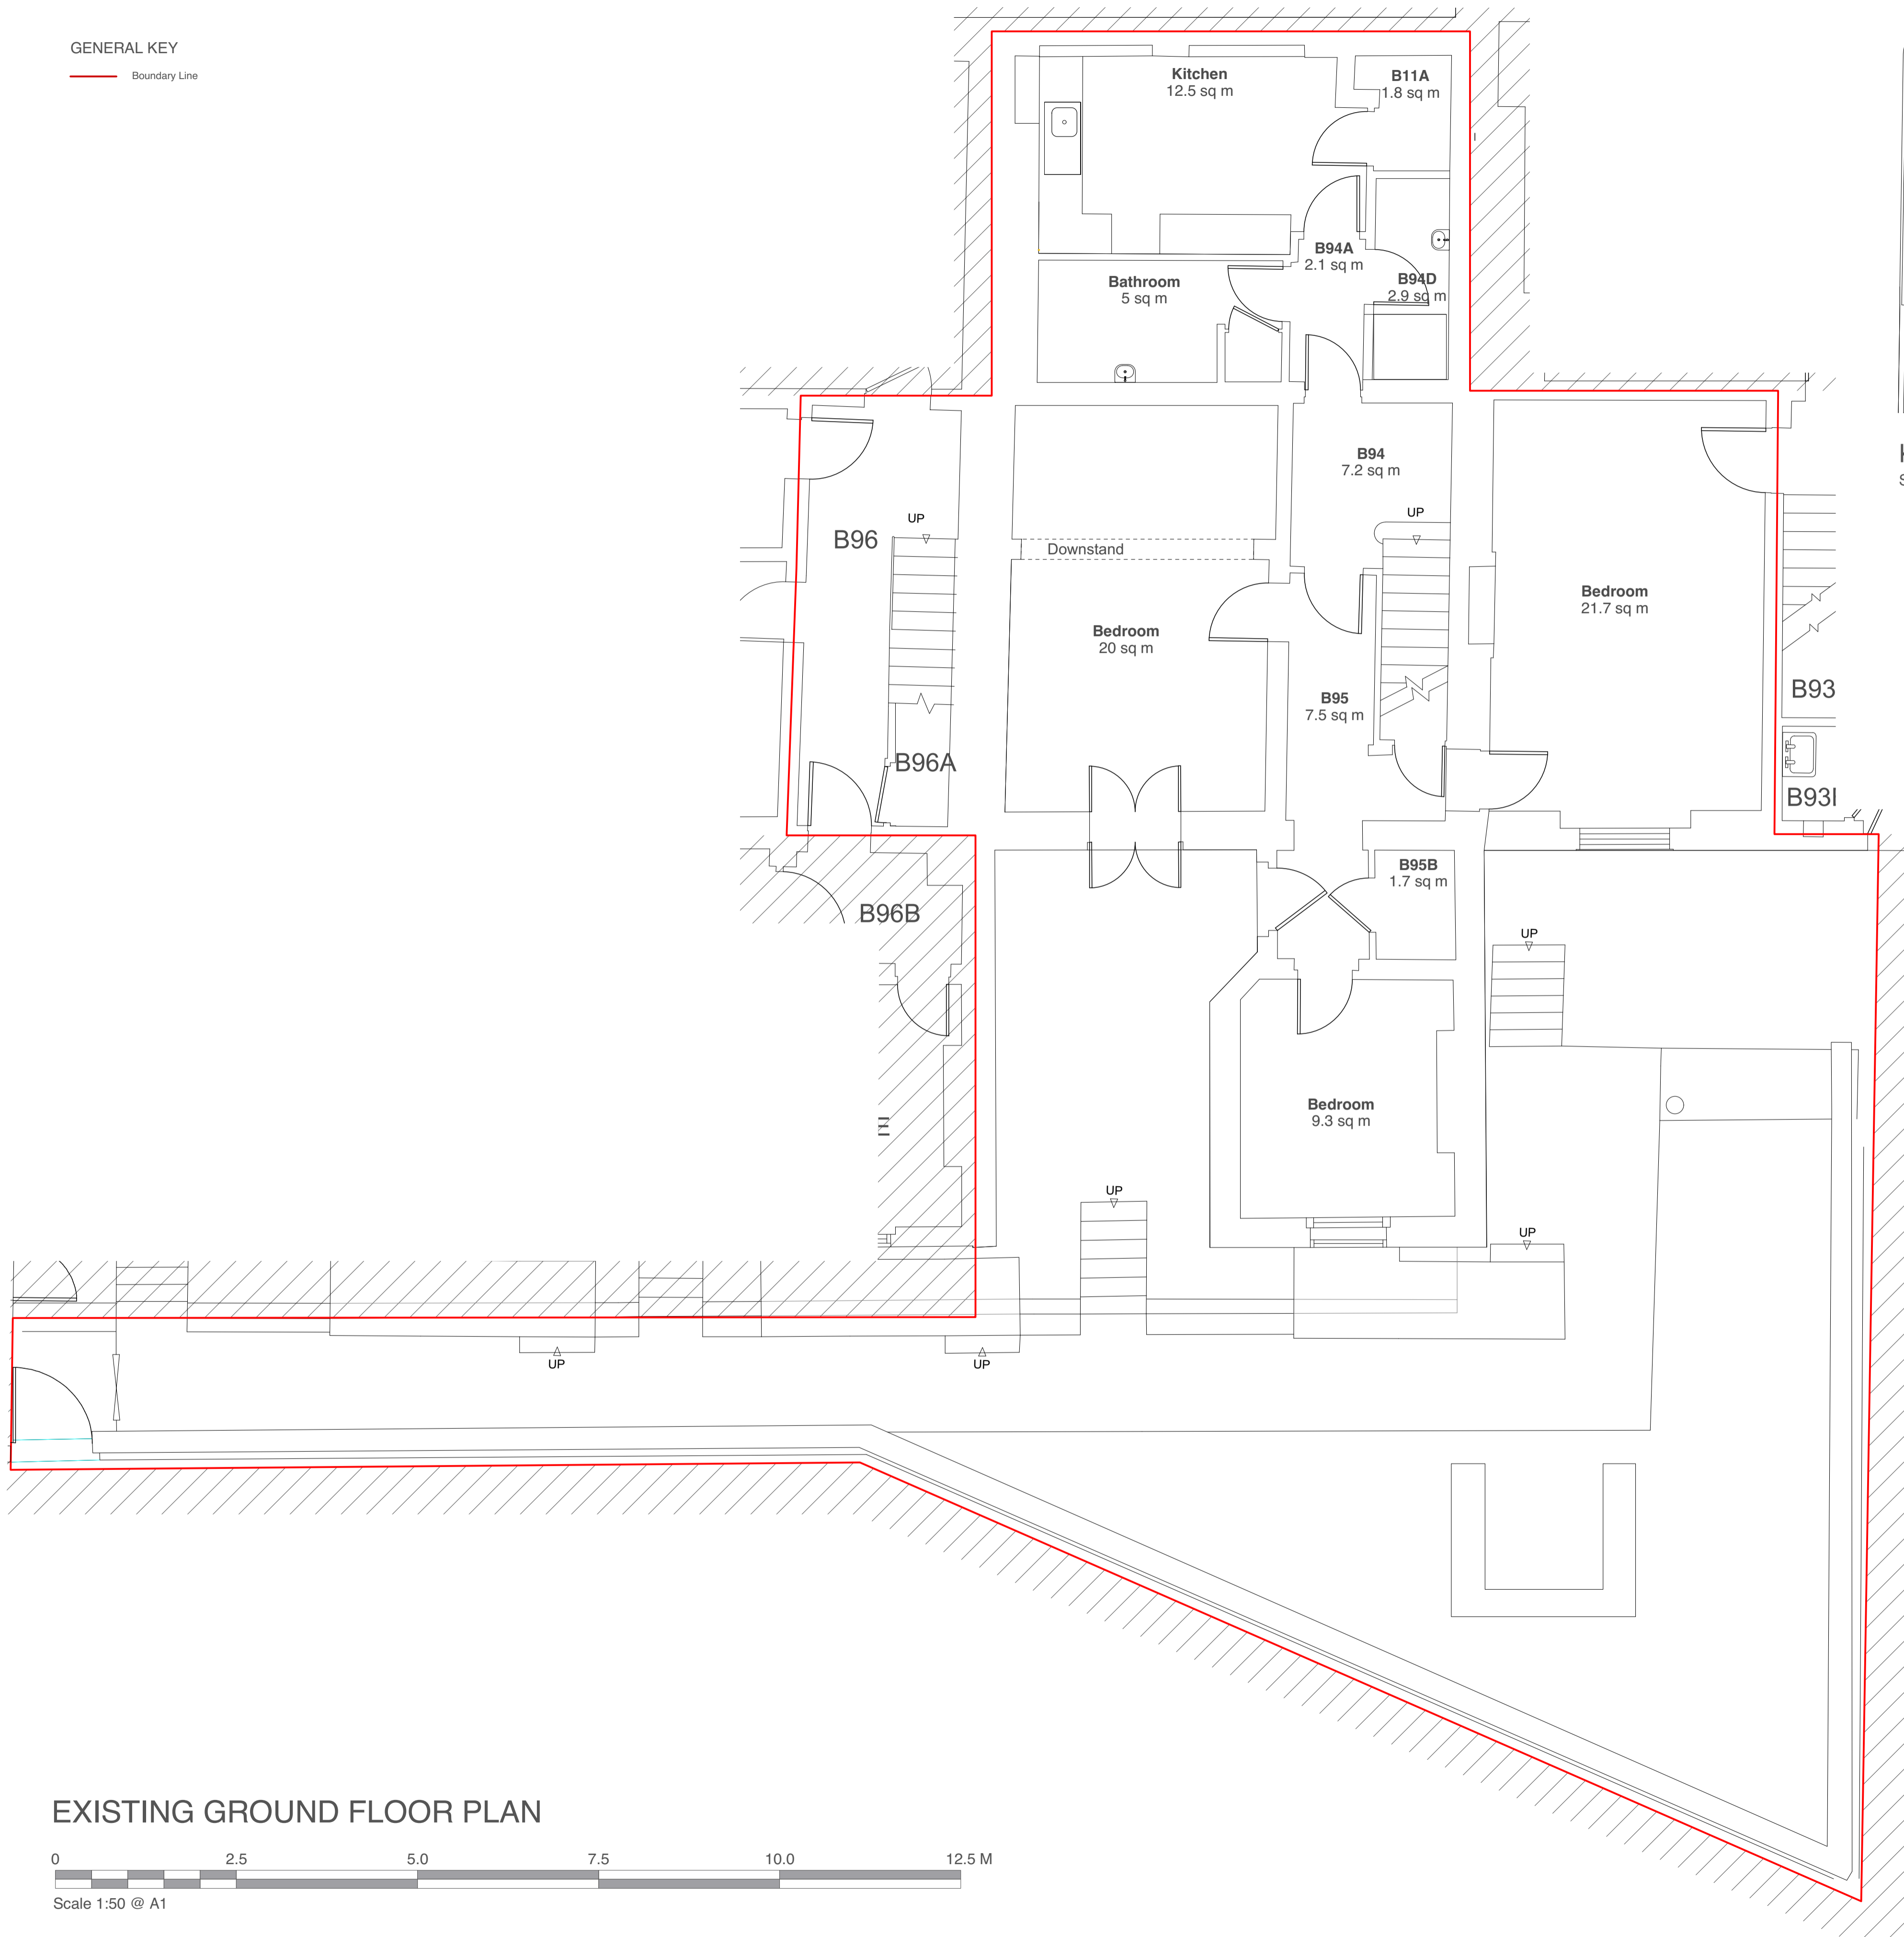 GENERAL KEY
Boundary Line
Kitchen
12.5 sq m
B11A
1.8 sq m
B94A
2.1 sq m
Bathroom
5 sq m
B94D
2.9 sq m
B94
7.2 sq m
UP
UP
B96
Downstand
Bedroom
21.7 sq m
Bedroom
20 sq m
B93
B95
7.5 sq m
B96A
B95B
1.7 sq m
B96B
UP
Bedroom
9.3 sq m
UP
UP
UP
UP
EXISTING GROUND FLOOR PLAN
0 2.5 5.0 7.5 10.0 12.5 M
Scale 1:50 @ A1